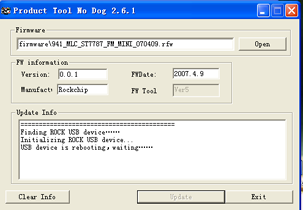 Product Tool No Dog 2.6.1
Firmware
firmware\941_MLC_ST7787_FM_MINI_070409.rfw
Open
FW information
Version: 0.0.1
FWDate: 2007.4.9
Manufact: Rockchip
FW Tool Ver5
Update Info
========================================
Finding ROCK USB device……
Initializing ROCK USB device...
USB device is rebooting,waiting……
Clear Info
Update
Exit